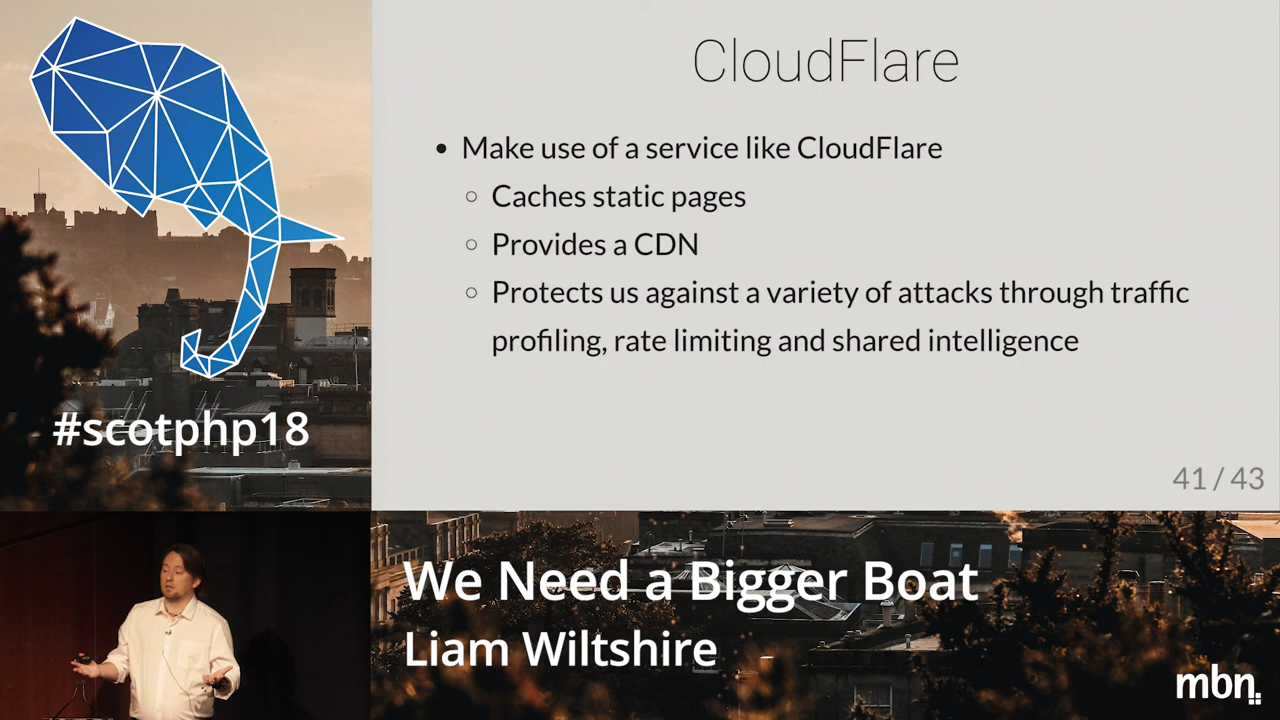 CloudFlare
• Make use of a service like CloudFlare
○ Caches static pages
○ Provides a CDN
○ Protects us against a variety of attacks through traffic
profiling, rate limiting and shared intelligence
41 / 43
#scotphp18
We Need a Bigger Boat
Liam Wiltshire
mbn